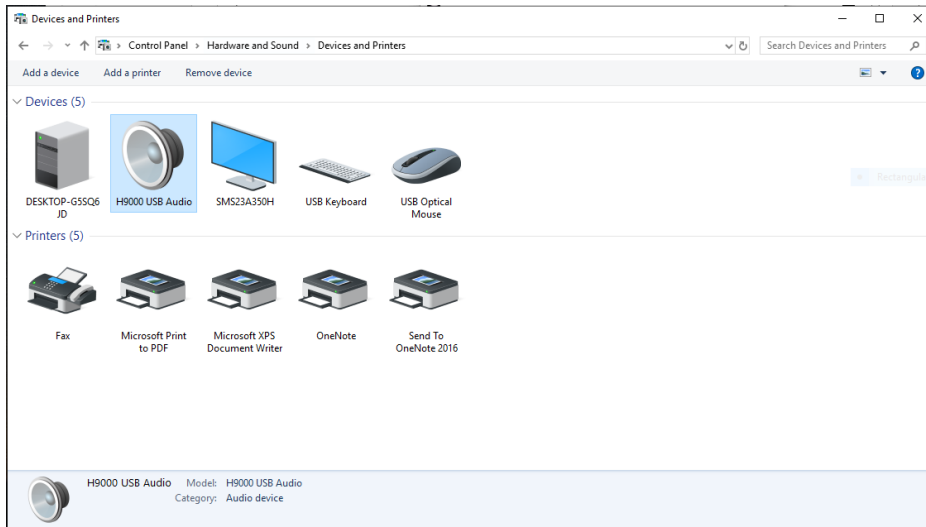 Devices and Printers
Control Panel > Hardware and Sound > Devices and Printers
Search Devices and Printers
Add a device Add a printer Remove device
Devices (5)
DESKTOP-G5SQ6
JD
H9000 USB Audio
SMS23A350H
USB Keyboard
USB Optical
Mouse
Printers (5)
Fax
Microsoft Print
to PDF
Microsoft XPS
Document Writer
OneNote
Send To
OneNote 2016
H9000 USB Audio Model: H9000 USB Audio
Category: Audio device